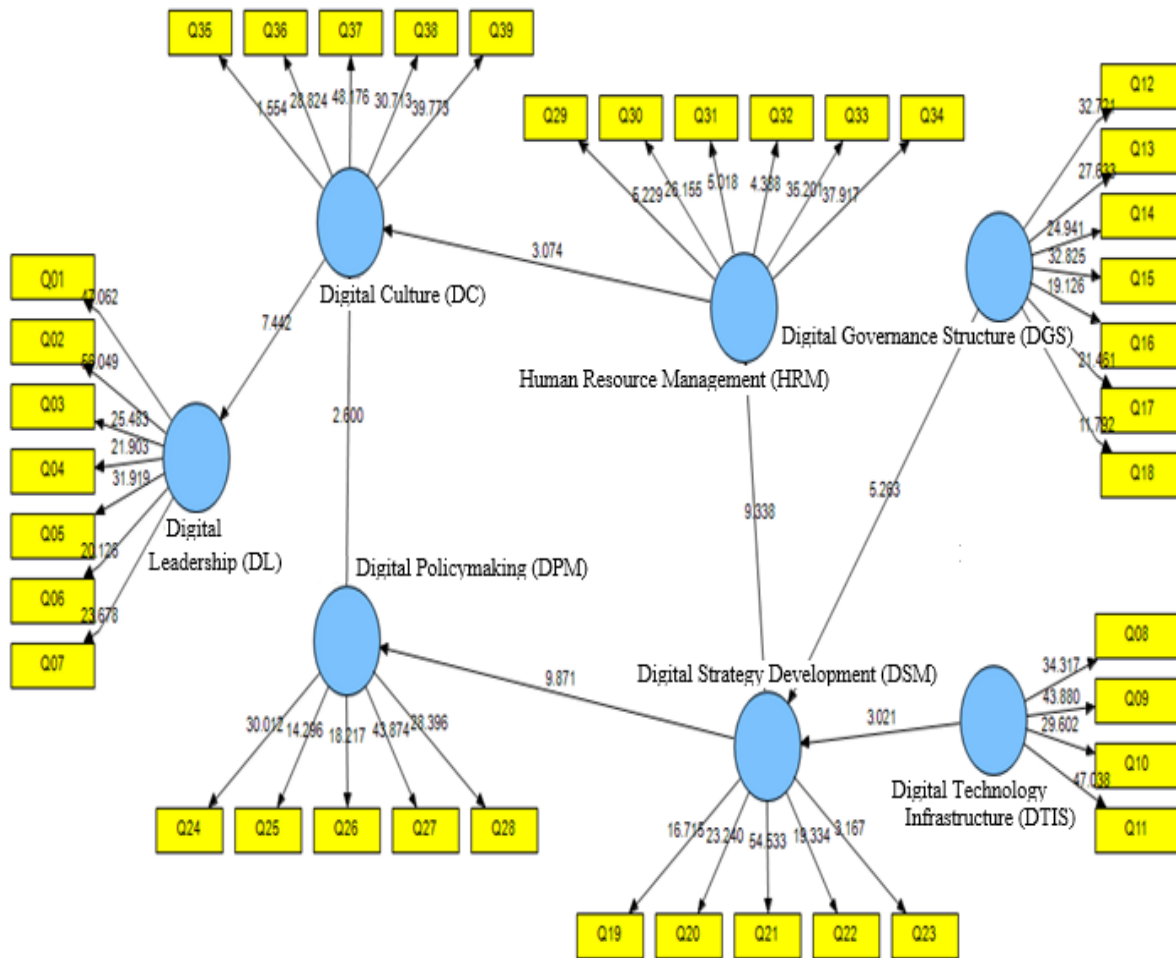 Q35
Q36
Q37
Q38
Q39
1.554
28.824
48.176
30.713
39.773
Q29
Q30
Q31
Q32
Q33
Q34
5.229
26.155
5.018
4.388
35.201
37.917
Q12
Q13
Q14
Q15
Q16
Q17
Q18
32.721
27.633
24.941
32.825
19.126
21.461
11.792
3.074
Digital Culture (DC)
Digital Governance Structure (DGS)
Human Resource Management (HRM)
7.442
2.600
9.338
5.263
Q01
Q02
Q03
Q04
Q05
Q06
Q07
47.062
56.049
25.483
21.903
31.919
20.126
23.678
Digital
Leadership (DL)
Digital Policymaking (DPM)
9.871
Digital Strategy Development (DSM)
3.021
Q08
Q09
Q10
Q11
34.317
43.880
29.602
47.038
Digital Technology
Infrastructure (DTIS)
30.012
14.296
18.217
43.874
28.396
Q24
Q25
Q26
Q27
Q28
16.715
23.240
54.533
19.334
3.167
Q19
Q20
Q21
Q22
Q23